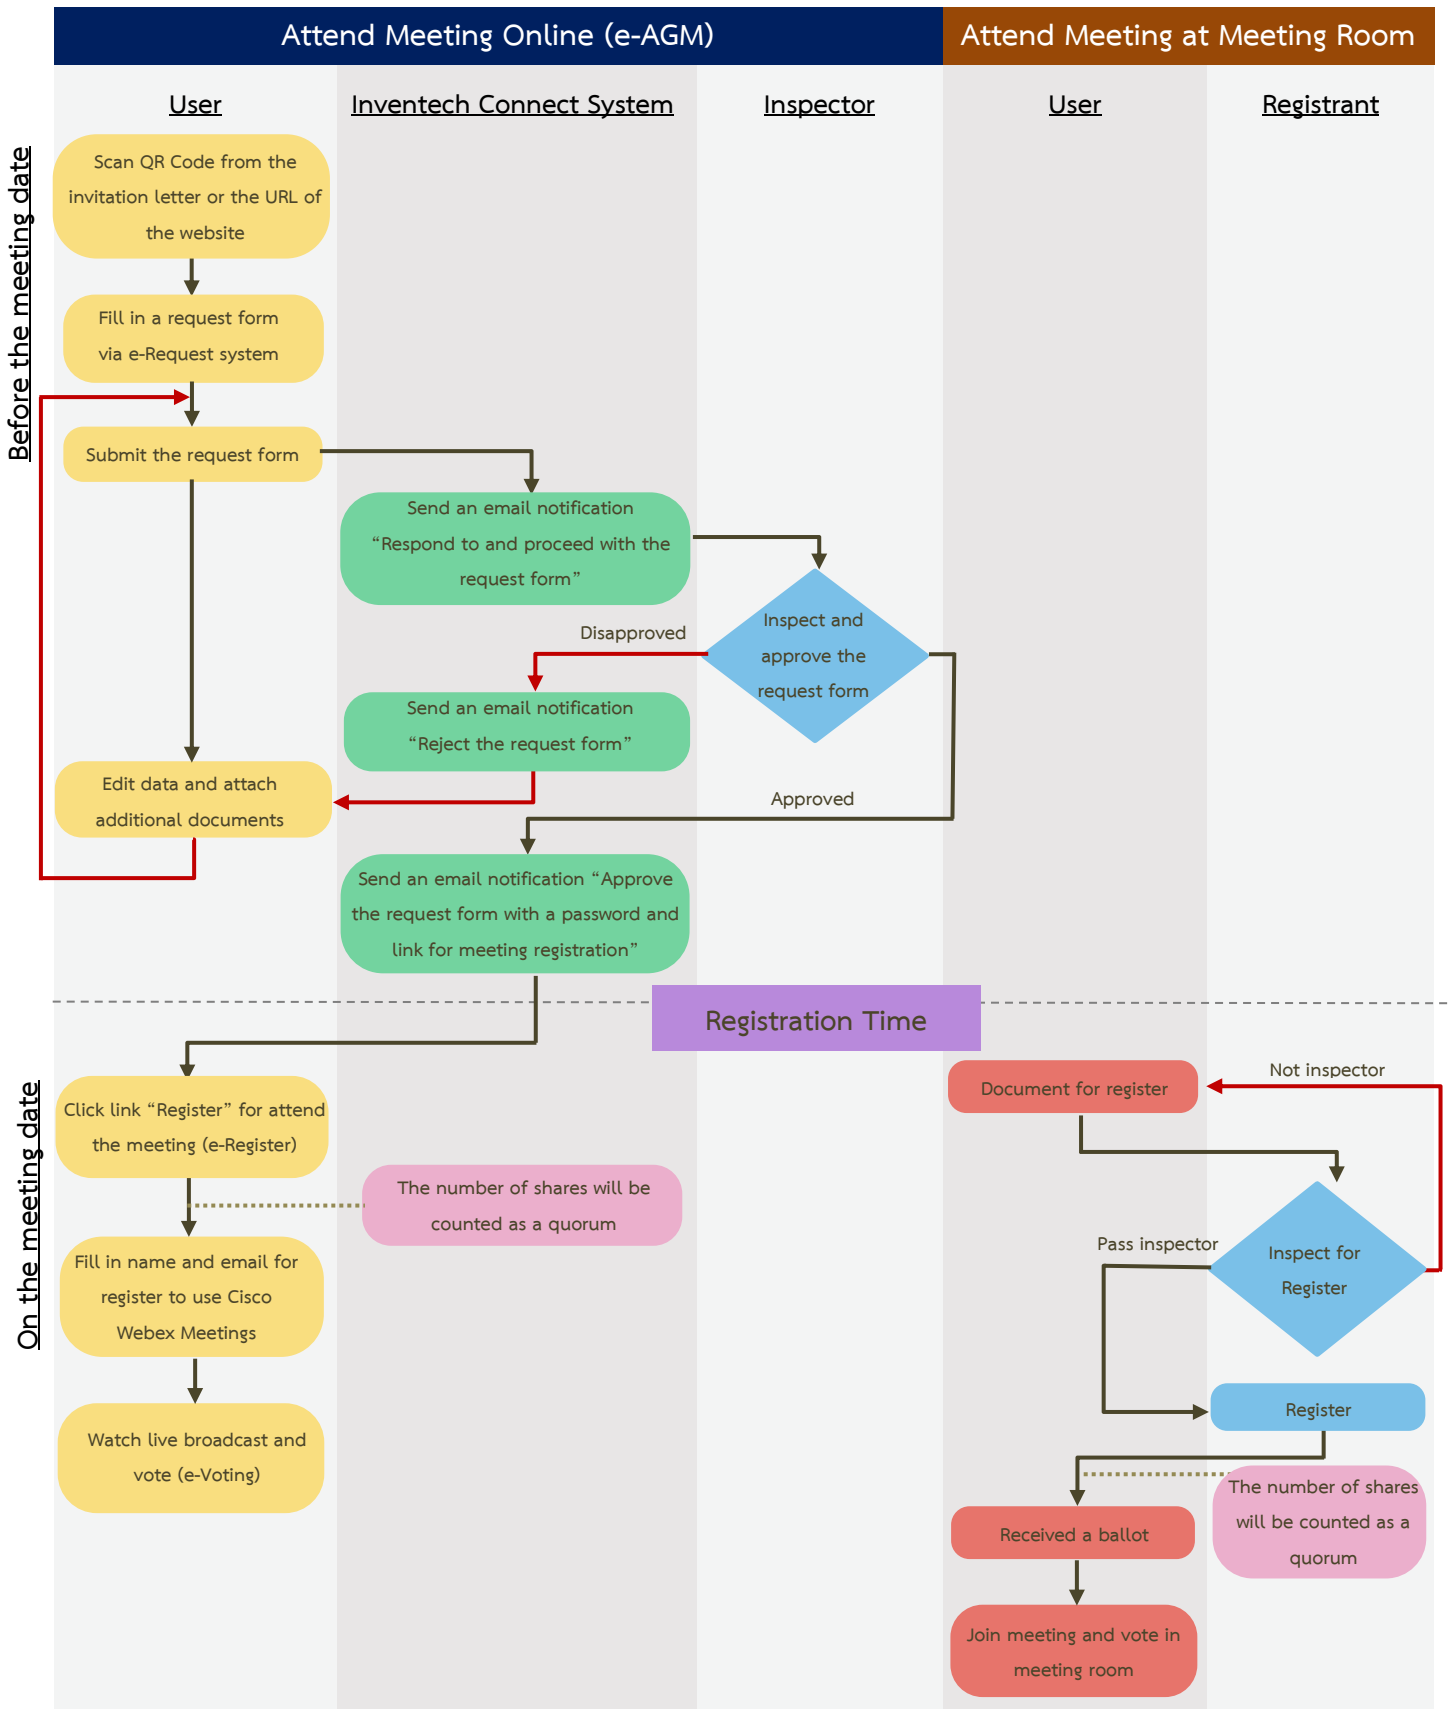 Attend Meeting Online (e-AGM)
Attend Meeting at Meeting Room
User
Inventech Connect System
Inspector
User
Registrant
Before the meeting date
Scan QR Code from the
invitation letter or the URL of
the website
Fill in a request form
via e-Request system
Submit the request form
Send an email notification
“Respond to and proceed with the
request form”
Inspect and
approve the
request form
Disapproved
Send an email notification
“Reject the request form”
Edit data and attach
additional documents
Approved
Send an email notification “Approve
the request form with a password and
link for meeting registration”
Registration Time
On the meeting date
Click link “Register” for attend
the meeting (e-Register)
The number of shares will be
counted as a quorum
Fill in name and email for
register to use Cisco
Webex Meetings
Watch live broadcast and
vote (e-Voting)
Document for register
Not inspector
Pass inspector
Inspect for
Register
Register
The number of shares
will be counted as a
quorum
Received a ballot
Join meeting and vote in
meeting room